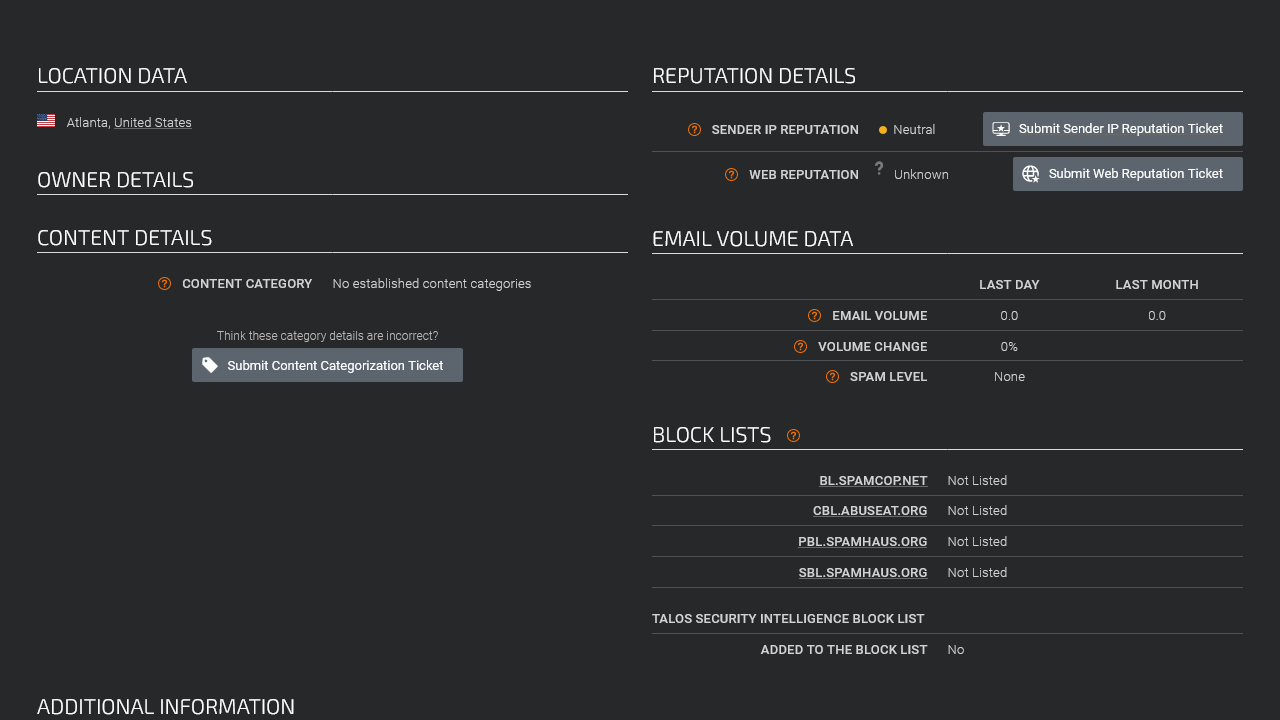 LOCATION DATA
Atlanta, United States
OWNER DETAILS
CONTENT DETAILS
CONTENT CATEGORY No established content categories
Think these category details are incorrect?
Submit Content Categorization Ticket
REPUTATION DETAILS
SENDER IP REPUTATION Neutral Submit Sender IP Reputation Ticket
WEB REPUTATION ? Unknown Submit Web Reputation Ticket
EMAIL VOLUME DATA
LAST DAY LAST MONTH
EMAIL VOLUME 0.0 0.0
VOLUME CHANGE 0%
SPAM LEVEL None
BLOCK LISTS
BL.SPAMCOP.NET Not Listed
CBL.ABUSEAT.ORG Not Listed
PBL.SPAMHAUS.ORG Not Listed
SBL.SPAMHAUS.ORG Not Listed
TALOS SECURITY INTELLIGENCE BLOCK LIST
ADDED TO THE BLOCK LIST No
ADDITIONAL INFORMATION